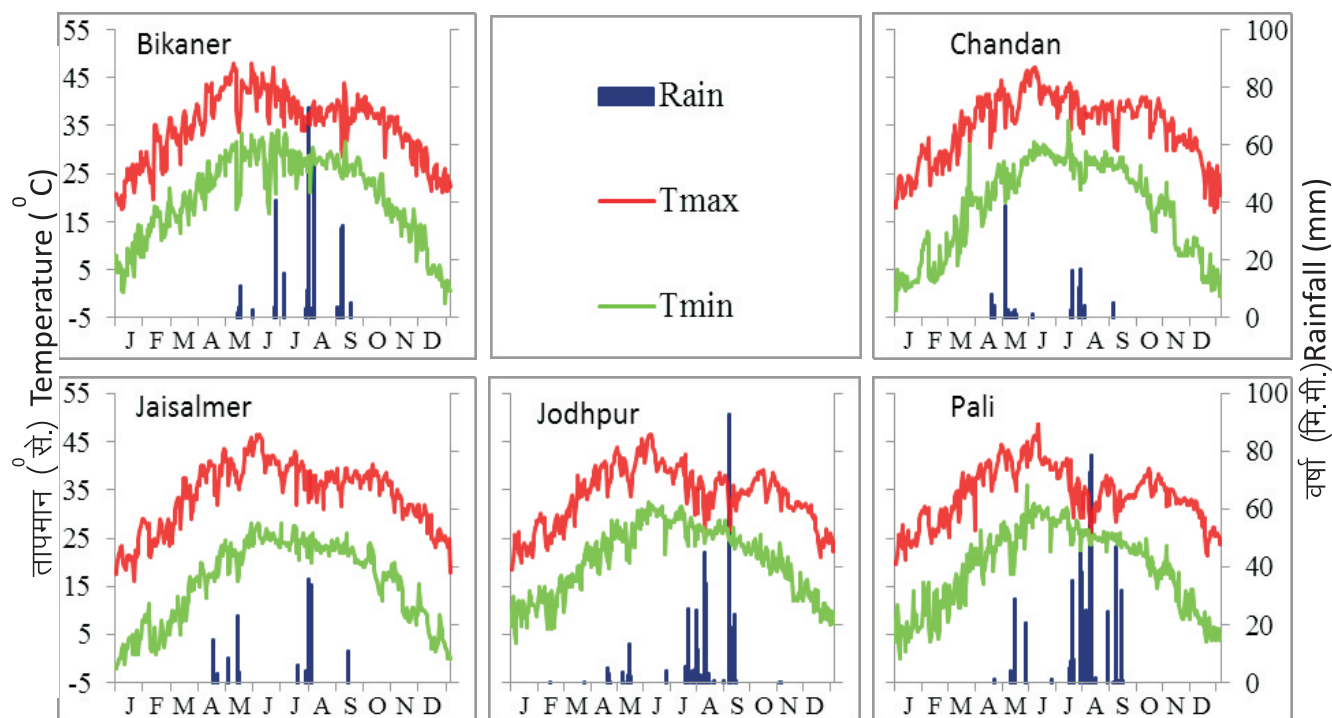 Bikaner
55
45
35
25
15
5
-5
J F M A M J J A S O N D
Rain
Tmax
Tmin
Chandan
100
80
60
40
20
0
J F M A M J J A S O N D
तापमान (⁰ से.) Temperature (⁰ C)
वर्षा (मि.मी.)Rainfall (mm)
Jaisalmer
55
45
35
25
15
5
-5
J F M A M J J A S O N D
Jodhpur
J F M A M J J A S O N D
Pali
100
80
60
40
20
0
J F M A M J J A S O N D